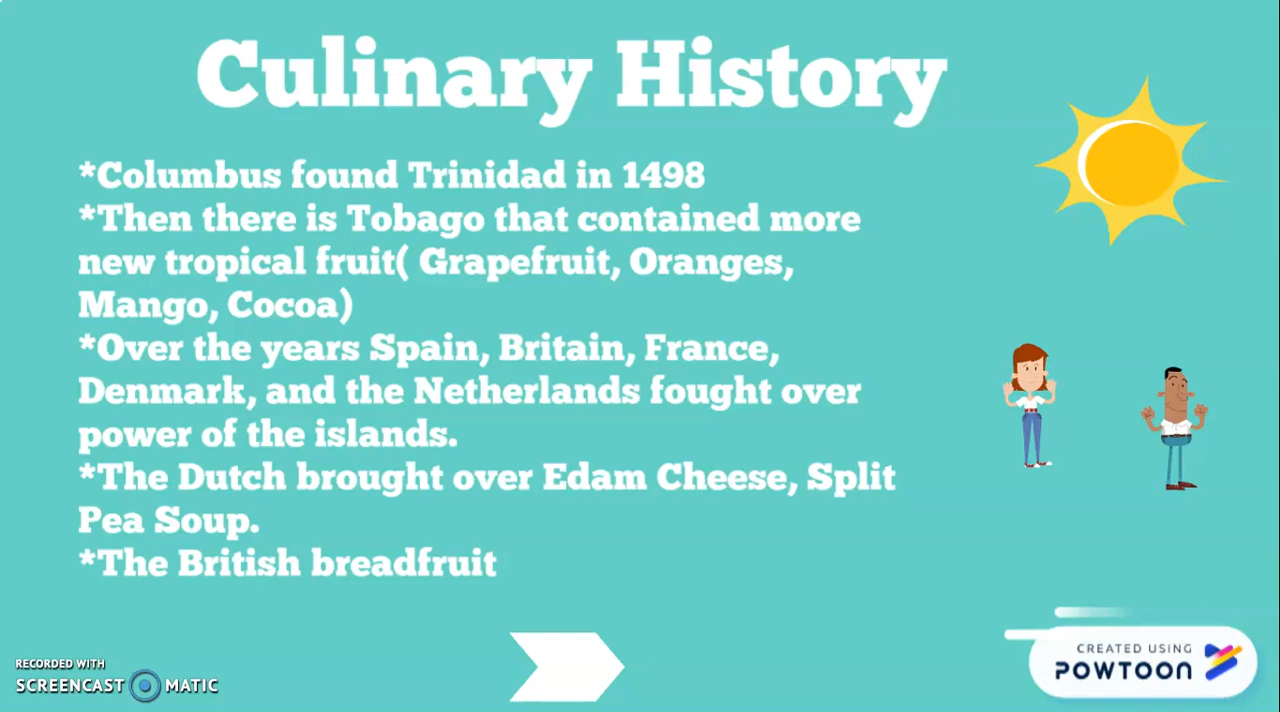 Culinary History
*Columbus found Trinidad in 1498
*Then there is Tobago that contained more
new tropical fruit( Grapefruit, Oranges,
Mango, Cocoa)
*Over the years Spain, Britain, France,
Denmark, and the Netherlands fought over
power of the islands.
*The Dutch brought over Edam Cheese, Split
Pea Soup.
*The British breadfruit
RECORDED WITH
SCREENCAST MATIC
CREATED USING
POWTOON